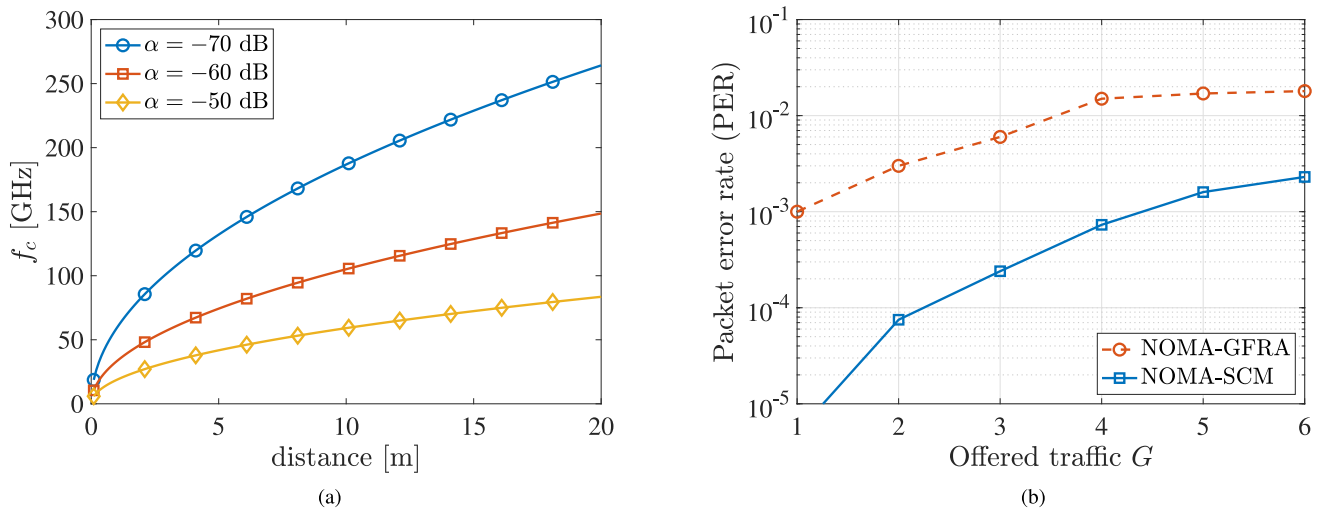 300
250
200
150
100
50
0
f_c [GHz]
α = −70 dB
α = −60 dB
α = −50 dB
0 5 10 15 20
distance [m]
(a)
10^-1
10^-2
10^-3
10^-4
10^-5
Packet error rate (PER)
NOMA-GFRA
NOMA-SCM
1 2 3 4 5 6
Offered traffic G
(b)